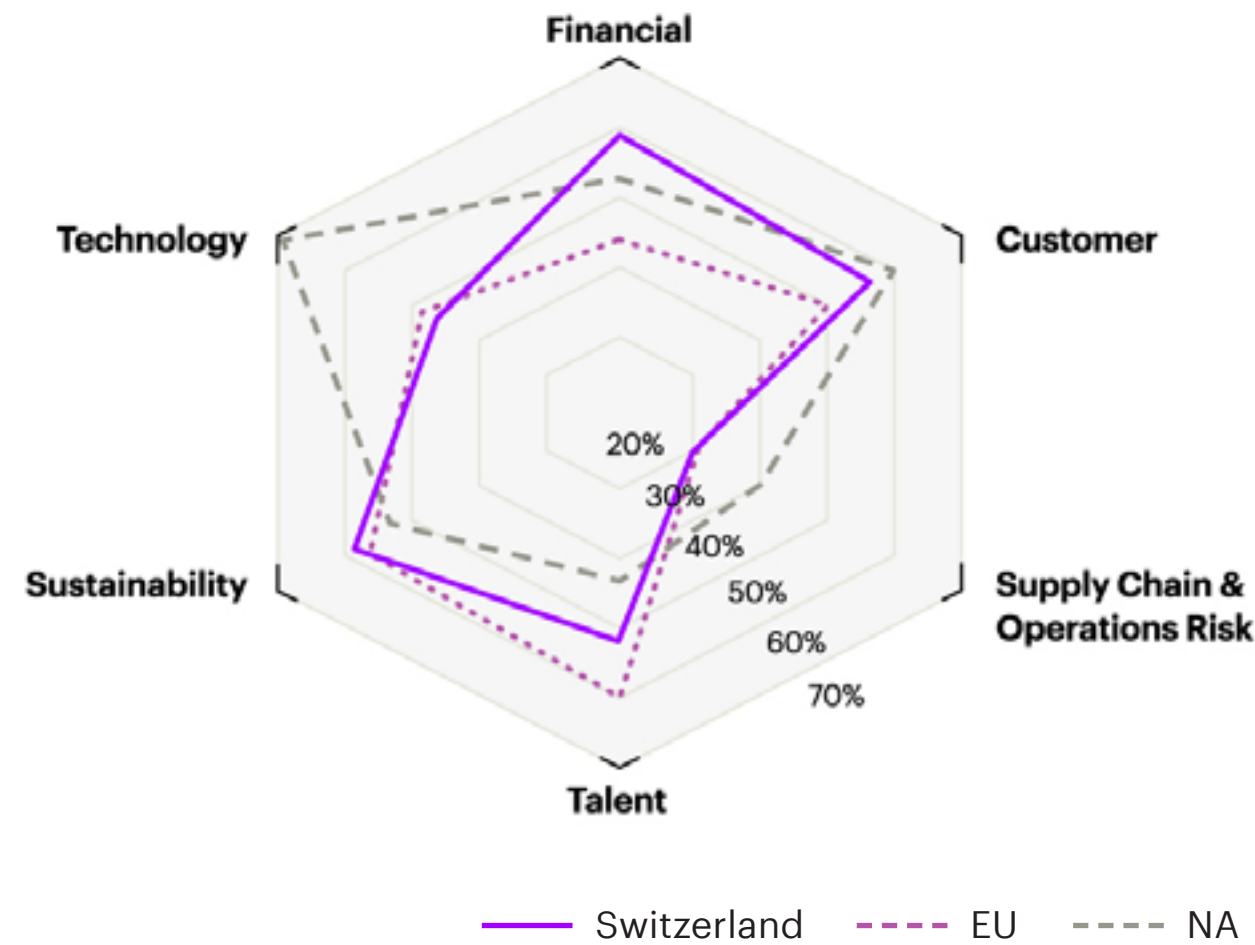 Financial
Technology
Customer
20%
30%
40%
50%
60%
70%
Sustainability
Supply Chain &
Operations Risk
Talent
Switzerland
EU
NA